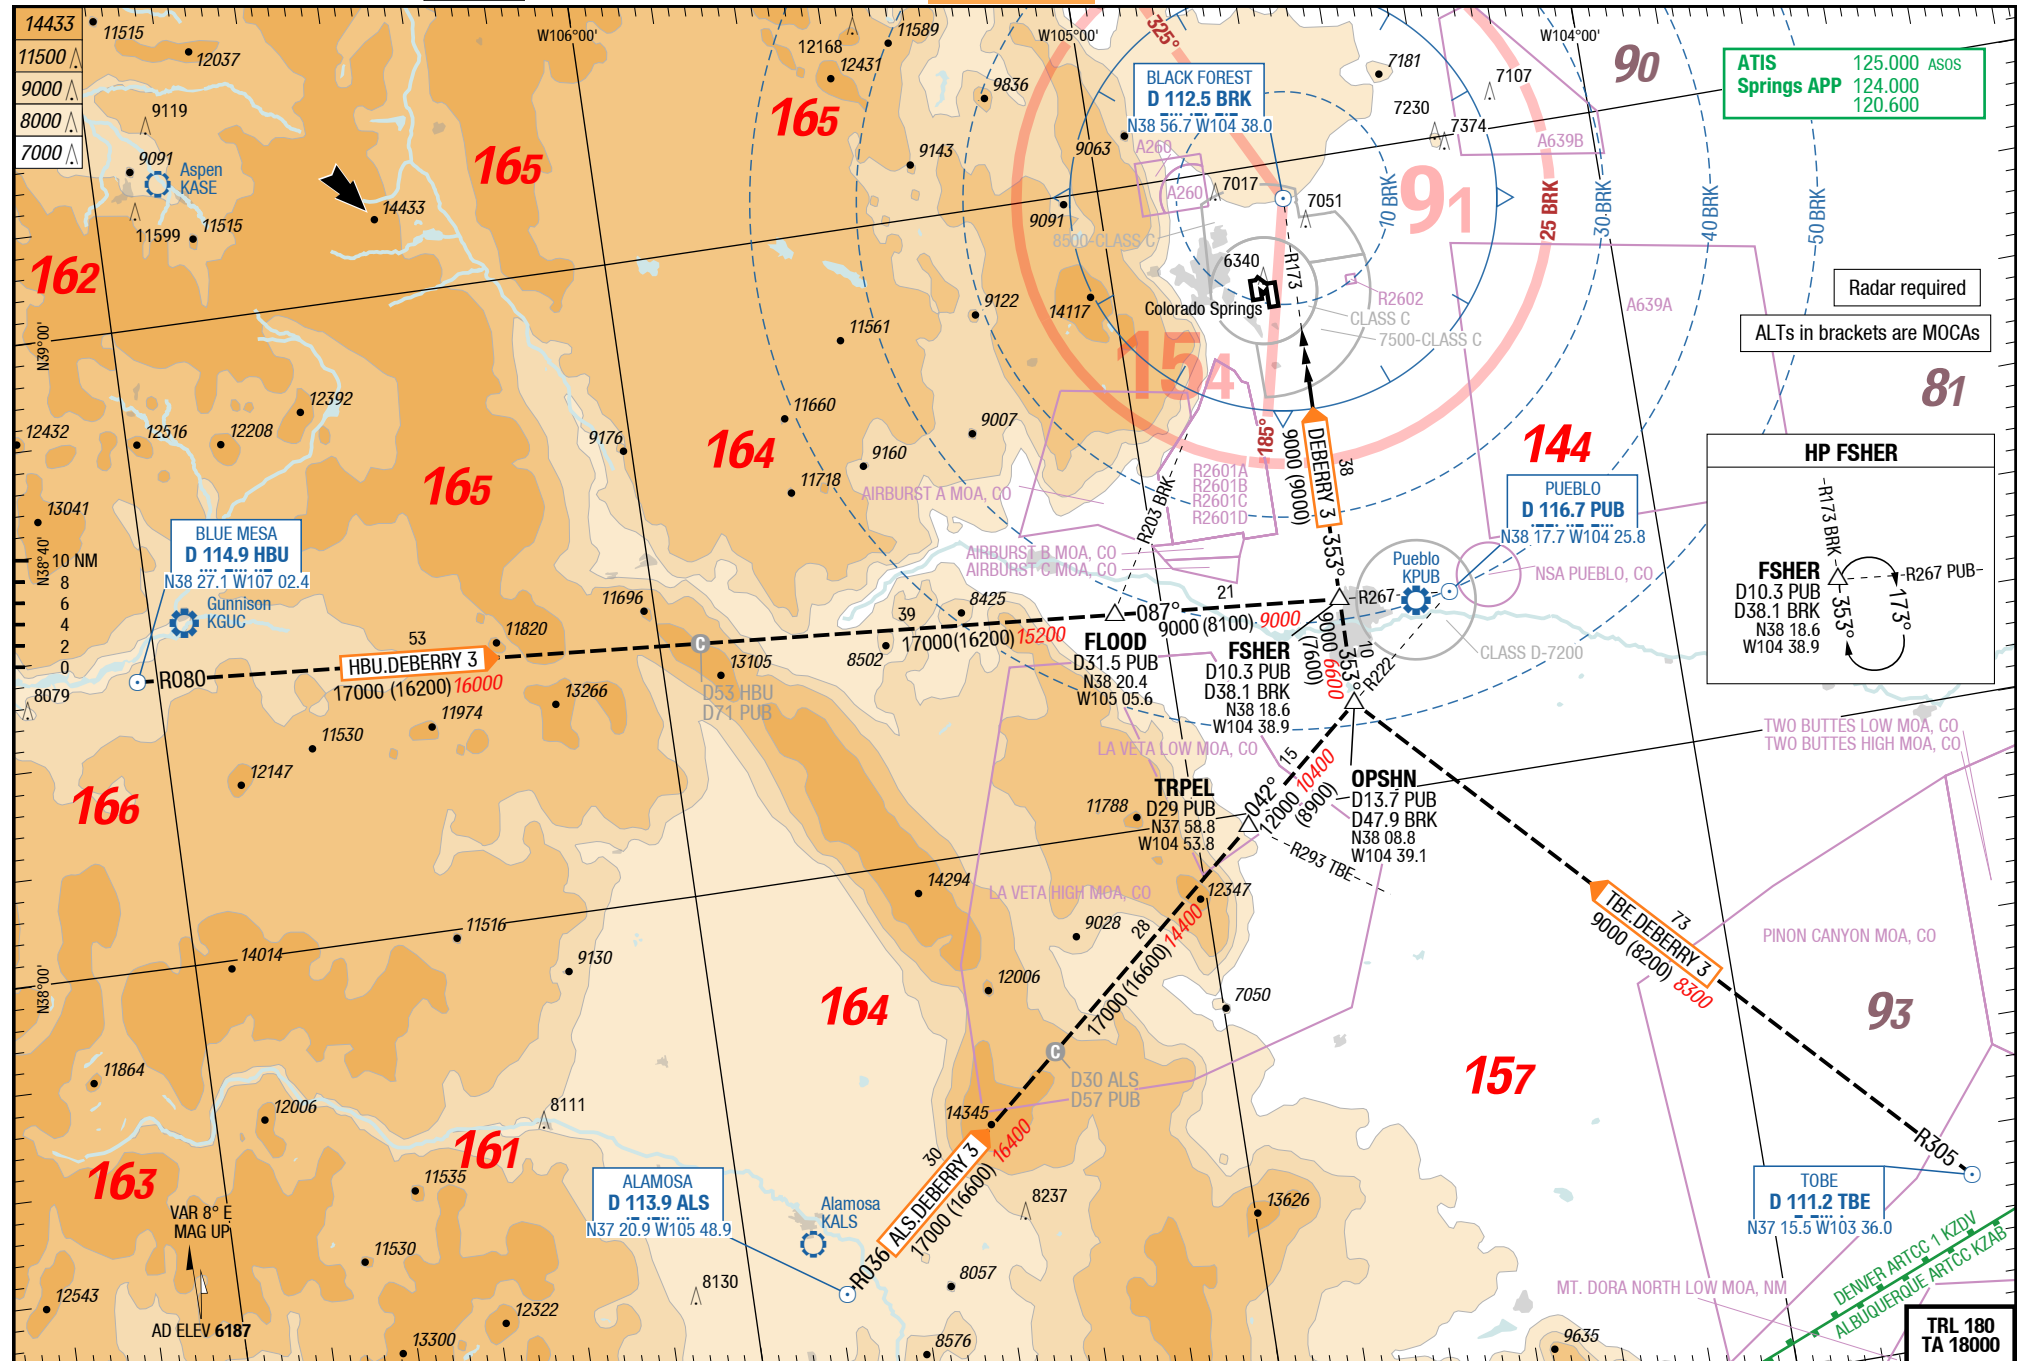 14433
11500
9000
8000
7000
11515
12037
9119
9091
Aspen
KASE
11599
11515
14433
162
165
W106°00'
12168
12431
11589
165
9836
9143
W105°00'
325°
BLACK FOREST
D 112.5 BRK
N38 56.7 W104 38.0
9063
A260
A260
7017
7051
9091
8500-CLASS C
10 BRK
7181
7230
7107
7374
W104°00'
A639B
90
91
25 BRK
30 BRK
40 BRK
50 BRK
ATIS 125.000 ASOS
Springs APP 124.000
120.600
Radar required
ALTs in brackets are MOCAs
A639A
81
6340
Colorado Springs
R173
R2602
CLASS C
7500-CLASS C
14117
154
9122
11561
N39°00'
12392
12432
12516
12208
13041
11660
9007
9176
164
9160
11718
165
AIRBURST A MOA, CO
R2601A
R2601B
R2601C
R2601D
185°
R203 BRK
AIRBURST B MOA, CO
AIRBURST C MOA, CO
DEBERRY 3
38
9000 (9000)
353°
144
PUEBLO
D 116.7 PUB
N38 17.7 W104 25.8
Pueblo
KPUB
NSA PUEBLO, CO
CLASS D-7200
HP FSHER
R173 BRK
R267 PUB
FSHER
D10.3 PUB
D38.1 BRK
N38 18.6
W104 38.9
353°
173°
BLUE MESA
D 114.9 HBU
N38 27.1 W107 02.4
Gunnison
KGUC
N38°40'
10 NM
8
6
4
2
0
8079
R080
53
HBU.DEBERRY 3
17000 (16200) 16000
11820
11696
C
D53 HBU
D71 PUB
13105
13266
11974
11530
12147
166
39
8425
8502
17000(16200) 15200
FLOOD
D31.5 PUB
N38 20.4
W105 05.6
087°
21
9000 (8100) 9000
R267
FSHER
D10.3 PUB
D38.1 BRK
N38 18.6
W104 38.9
10
353°
9000 6600
(7600)
R222
LA VETA LOW MOA, CO
TRPEL
D29 PUB
N37 58.8
W104 53.8
11788
15
042°
12000 10400
(8900)
OPSHN
D13.7 PUB
D47.9 BRK
N38 08.8
W104 39.1
R293 TBE
TWO BUTTES LOW MOA, CO
TWO BUTTES HIGH MOA, CO
14294
LA VETA HIGH MOA, CO
12347
9028
28
17000 (16600) 14400
12006
7050
11516
14014
9130
N38°00'
164
TBE.DEBERRY 3
73
9000 (8200) 8300
PINON CANYON MOA, CO
93
157
C
D30 ALS
D57 PUB
11864
12006
8111
161
163
11535
14345
30
ALS.DEBERRY 3
17000 (16600) 16400
R036
ALAMOSA
D 113.9 ALS
N37 20.9 W105 48.9
Alamosa
KALS
VAR 8° E
MAG UP
AD ELEV 6187
11530
12543
12322
13300
8130
8057
8576
8237
13626
9635
R305
TOBE
D 111.2 TBE
N37 15.5 W103 36.0
DENVER ARTCC 1 KZDV
ALBUQUERQUE ARTCC KZAB
MT. DORA NORTH LOW MOA, NM
TRL 180
TA 18000